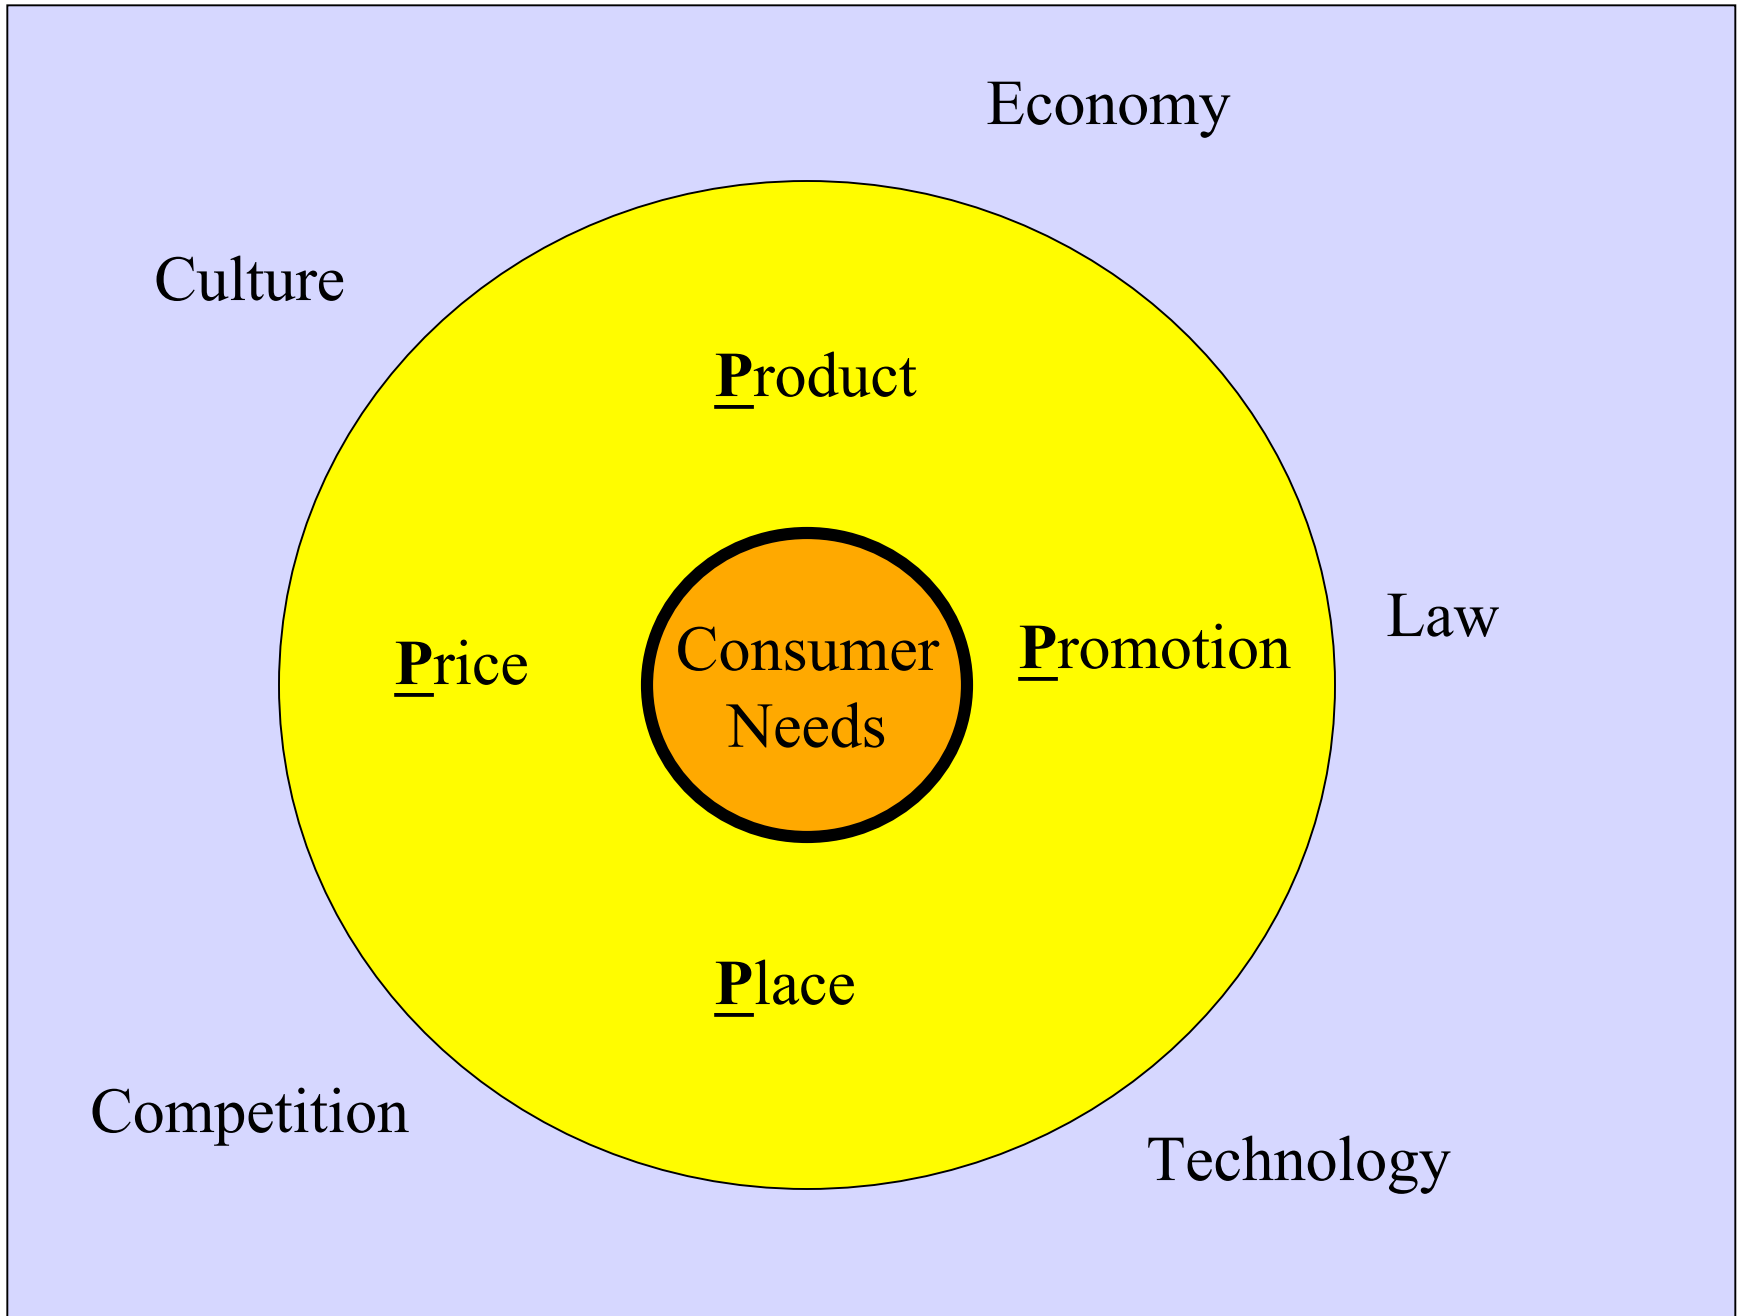 Economy
Culture
Product
Law
Price
Consumer
Needs
Promotion
Place
Competition
Technology